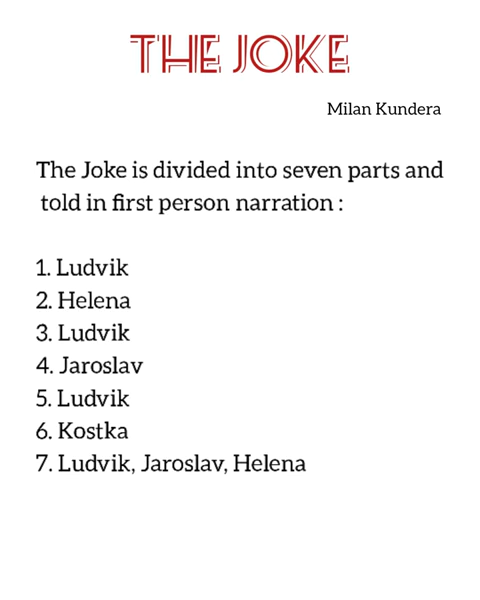 THE JOKE
Milan Kundera
The Joke is divided into seven parts and
told in first person narration :
1. Ludvik
2. Helena
3. Ludvik
4. Jaroslav
5. Ludvik
6. Kostka
7. Ludvik, Jaroslav, Helena